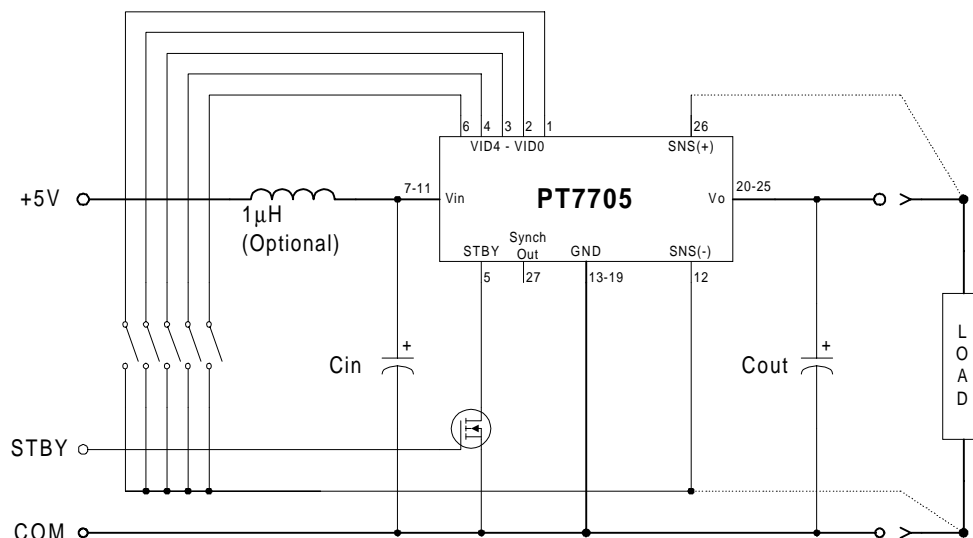 6 4 3 2 1 26
VID4 - VID0 SNS(+)
+5V 7-11 Vin PT7705 Vo 20-25
1µH
(Optional)
STBY Synch Out GND SNS(-)
5 27 13-19 12
Cin + Cout + LOAD
STBY
COM